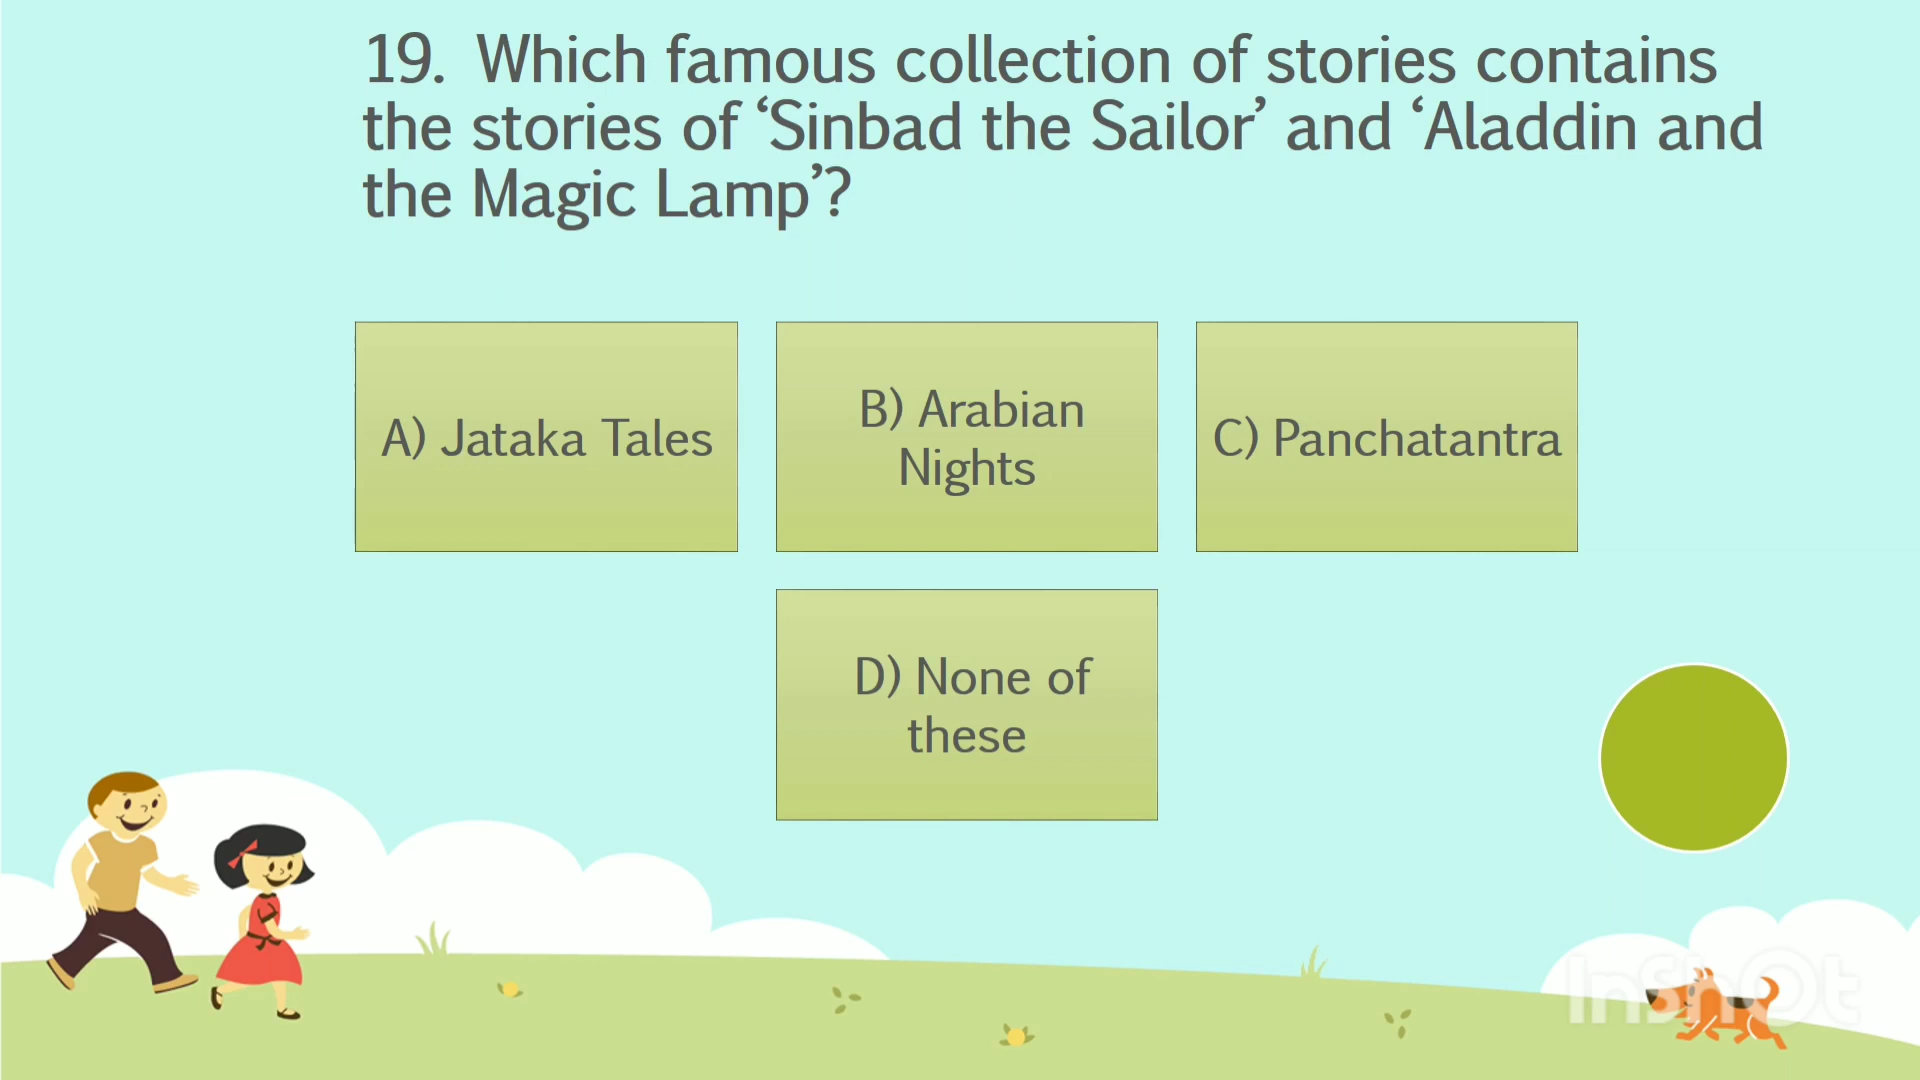 19. Which famous collection of stories contains
the stories of ‘Sinbad the Sailor’ and ‘Aladdin and
the Magic Lamp’?
A) Jataka Tales
B) Arabian
Nights
C) Panchatantra
D) None of
these
InShOt